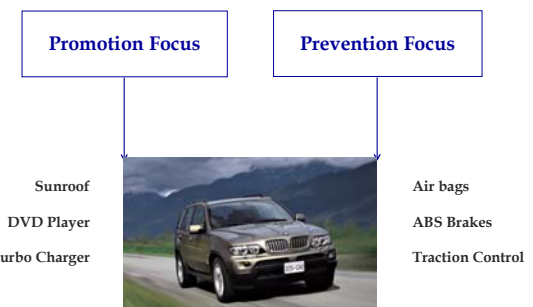 Promotion Focus
Prevention Focus
Sunroof
DVD Player
urbo Charger
Air bags
ABS Brakes
Traction Control